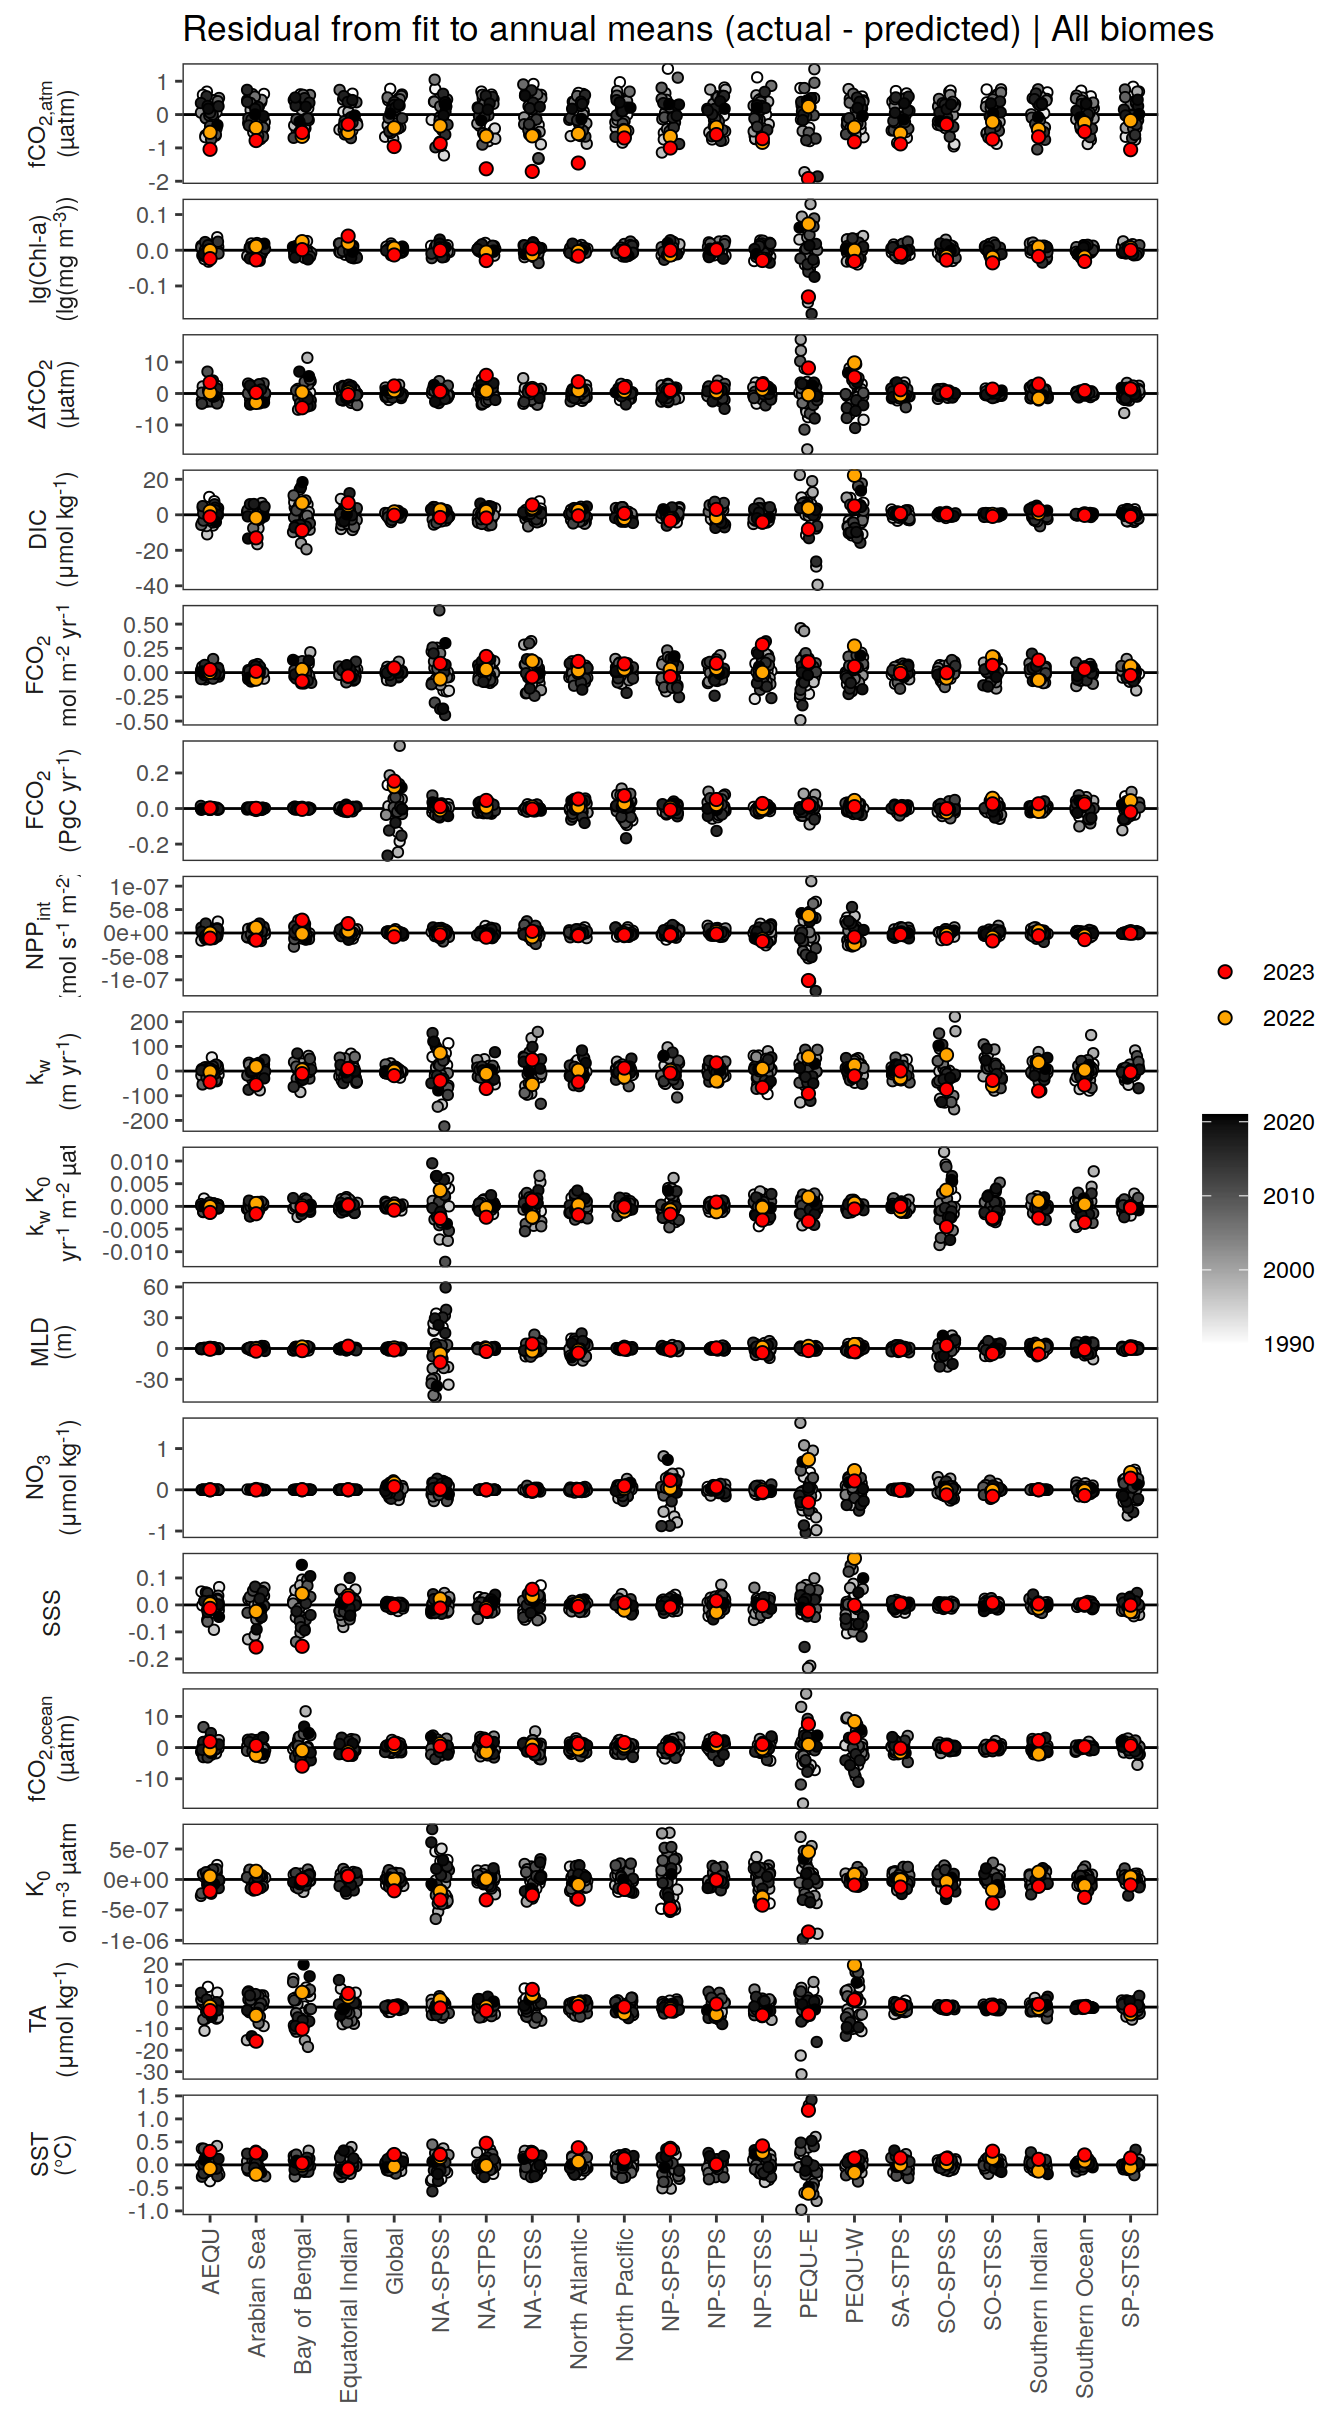 Residual from fit to annual means (actual - predicted) | All biomes
fCO2,atm
(µatm)
1
0
-1
-2
lg(Chl-a)
(lg(mg m-3))
0.1
0.0
-0.1
ΔfCO2
(µatm)
10
0
-10
DIC
(µmol kg-1)
20
0
-20
-40
FCO2
mol m-2 yr-1
0.50
0.25
0.00
-0.25
-0.50
FCO2
(PgC yr-1)
0.2
0.0
-0.2
NPPint
(mol s-1 m-2)
1e-07
5e-08
0e+00
-5e-08
-1e-07
kw
(m yr-1)
200
100
0
-100
-200
kw K0
yr-1 m-2 µat
0.010
0.005
0.000
-0.005
-0.010
MLD
(m)
60
30
0
-30
NO3
(µmol kg-1)
1
0
-1
SSS
0.1
0.0
-0.1
-0.2
fCO2,ocean
(µatm)
10
0
-10
K0
ol m-3 µatm
5e-07
0e+00
-5e-07
-1e-06
TA
(µmol kg-1)
20
10
0
-10
-20
-30
SST
(°C)
1.5
1.0
0.5
0.0
-0.5
-1.0
AEQU
Arabian Sea
Bay of Bengal
Equatorial Indian
Global
NA-SPSS
NA-STPS
NA-STSS
North Atlantic
North Pacific
NP-SPSS
NP-STPS
NP-STSS
PEQU-E
PEQU-W
SA-STPS
SO-SPSS
SO-STSS
Southern Indian
Southern Ocean
SP-STSS
2023
2022
2020
2010
2000
1990